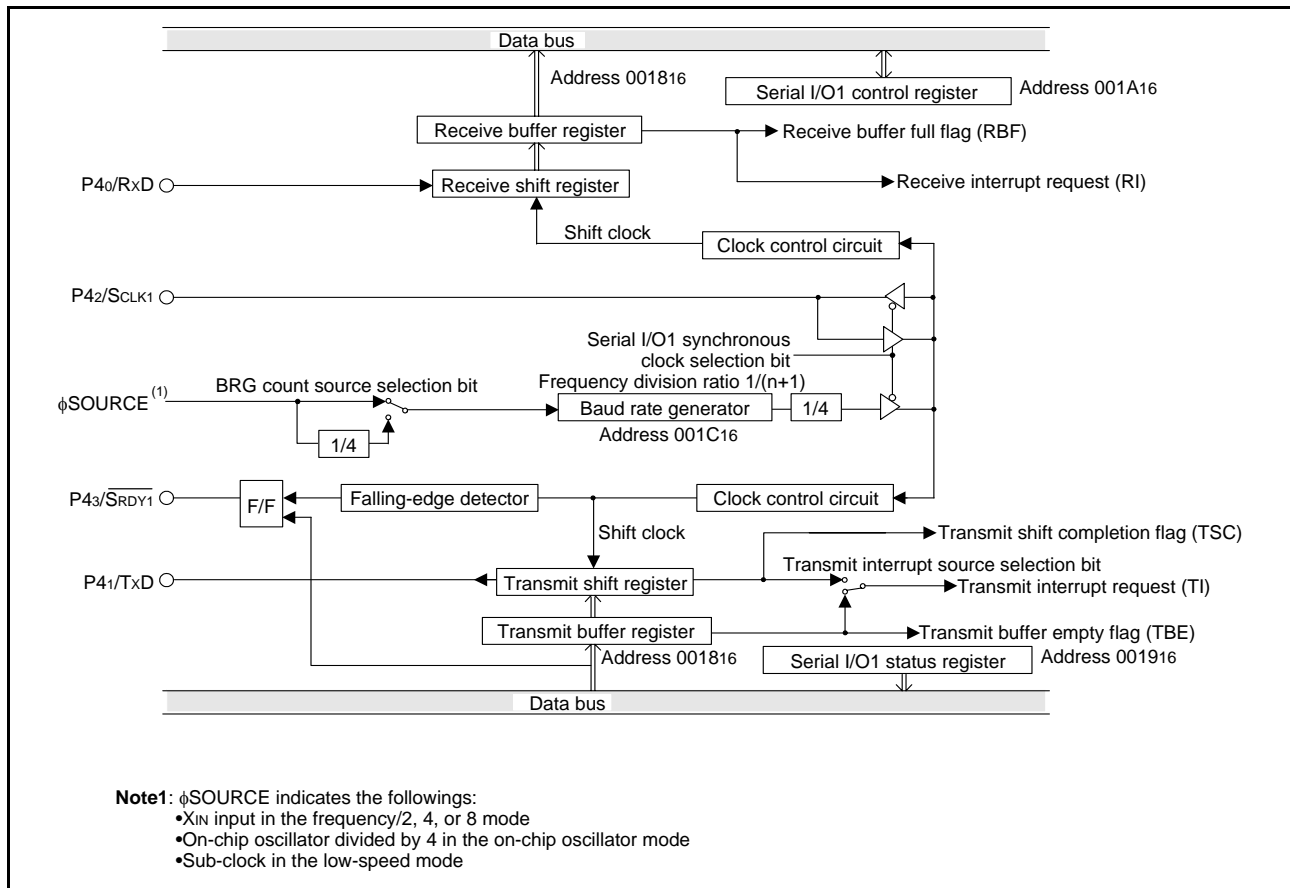 Data bus
Address 001816
Serial I/O1 control register
Address 001A16
Receive buffer register
Receive buffer full flag (RBF)
P40/RXD
Receive shift register
Receive interrupt request (RI)
Shift clock
Clock control circuit
P42/SCLK1
Serial I/O1 synchronous
clock selection bit
BRG count source selection bit
Frequency division ratio 1/(n+1)
ϕSOURCE(1)
Baud rate generator
1/4
Address 001C16
1/4
P43/SRDY1
F/F
Falling-edge detector
Clock control circuit
Shift clock
Transmit shift completion flag (TSC)
Transmit interrupt source selection bit
P41/TXD
Transmit shift register
Transmit interrupt request (TI)
Transmit buffer register
Transmit buffer empty flag (TBE)
Address 001816
Serial I/O1 status register
Address 001916
Data bus
Note1: ϕSOURCE indicates the followings:
•XIN input in the frequency/2, 4, or 8 mode
•On-chip oscillator divided by 4 in the on-chip oscillator mode
•Sub-clock in the low-speed mode